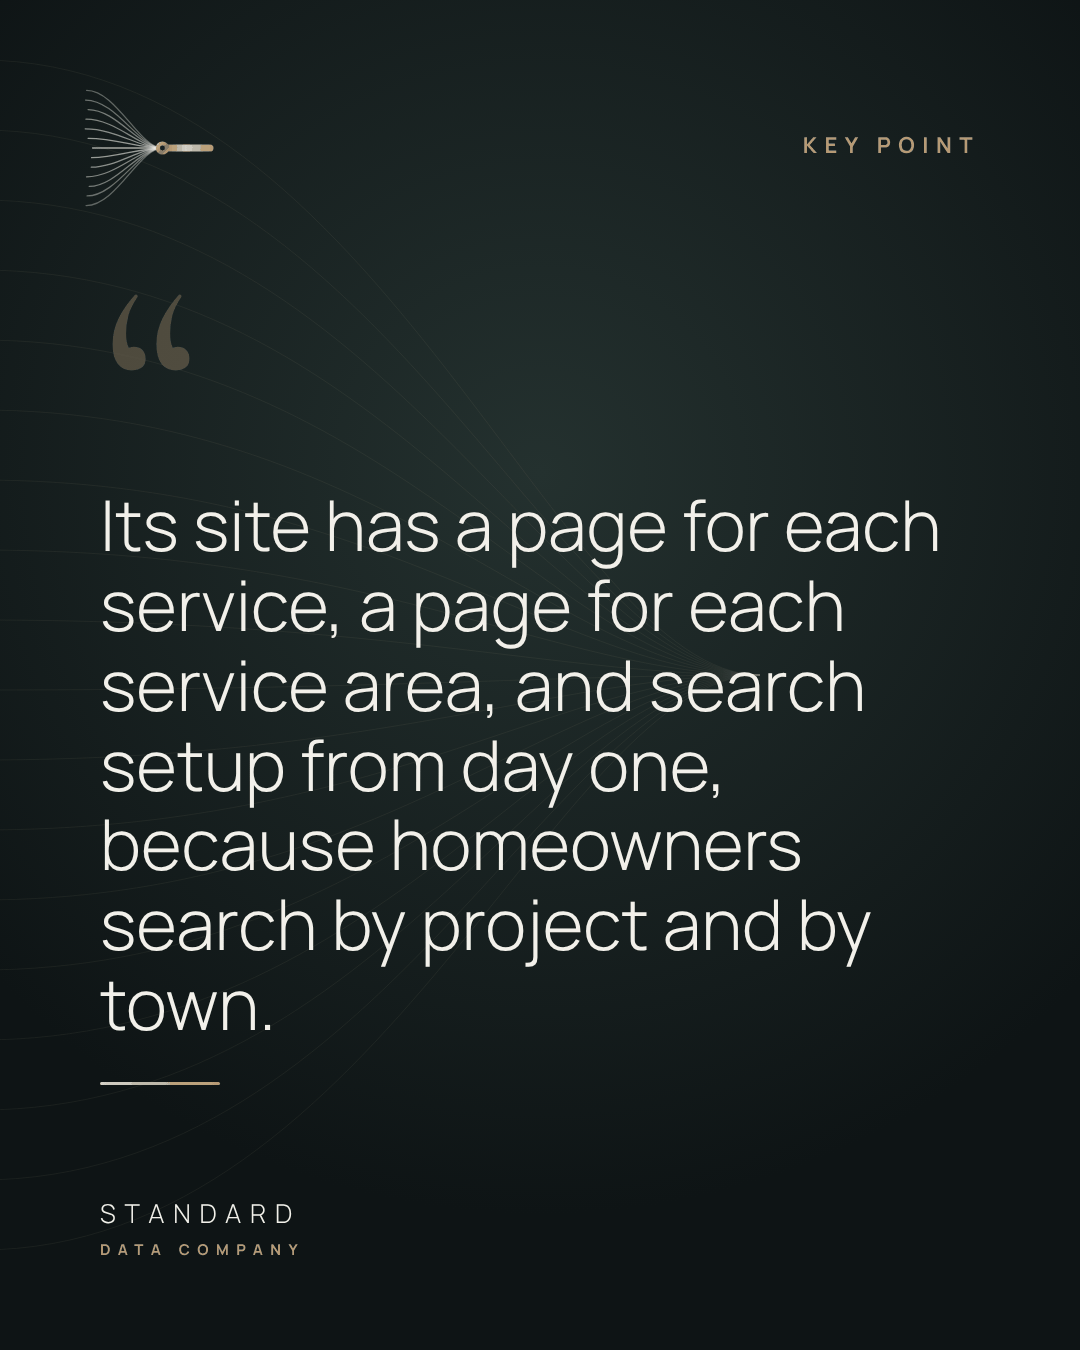 KEY POINT
“
Its site has a page for each
service, a page for each
service area, and search
setup from day one,
because homeowners
search by project and by
town.
STANDARD
DATA COMPANY